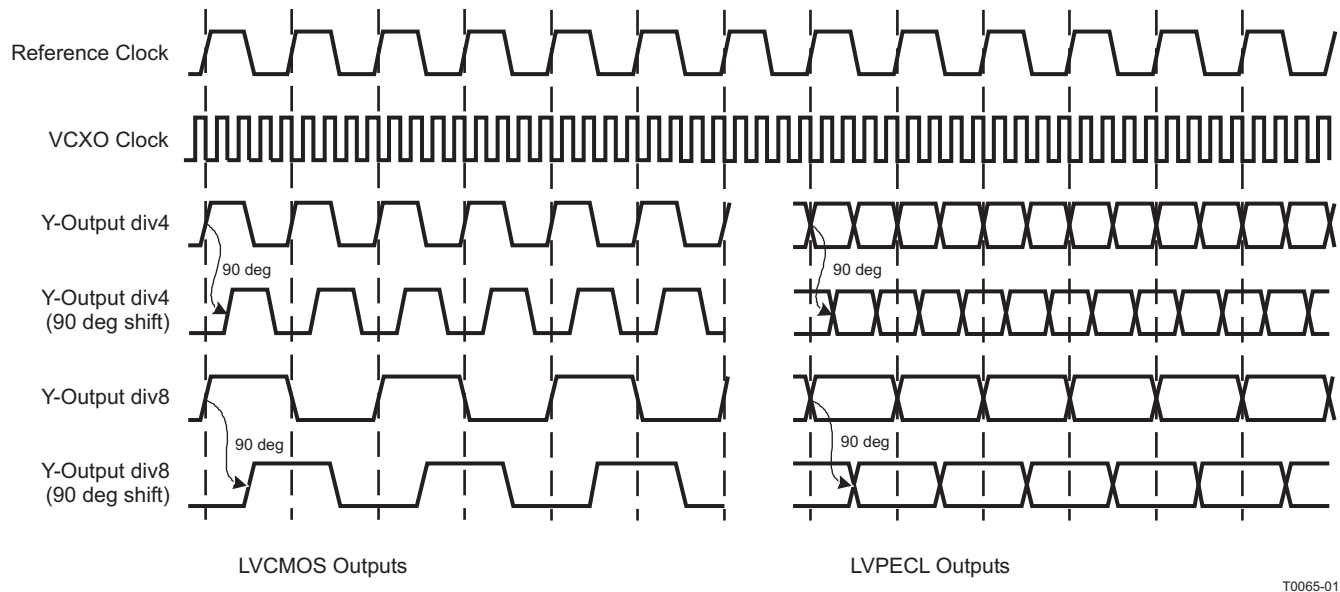 Reference Clock
VCXO Clock
Y-Output div4
90 deg
90 deg
Y-Output div4
(90 deg shift)
Y-Output div8
90 deg
90 deg
Y-Output div8
(90 deg shift)
LVCMOS Outputs
LVPECL Outputs
T0065-01